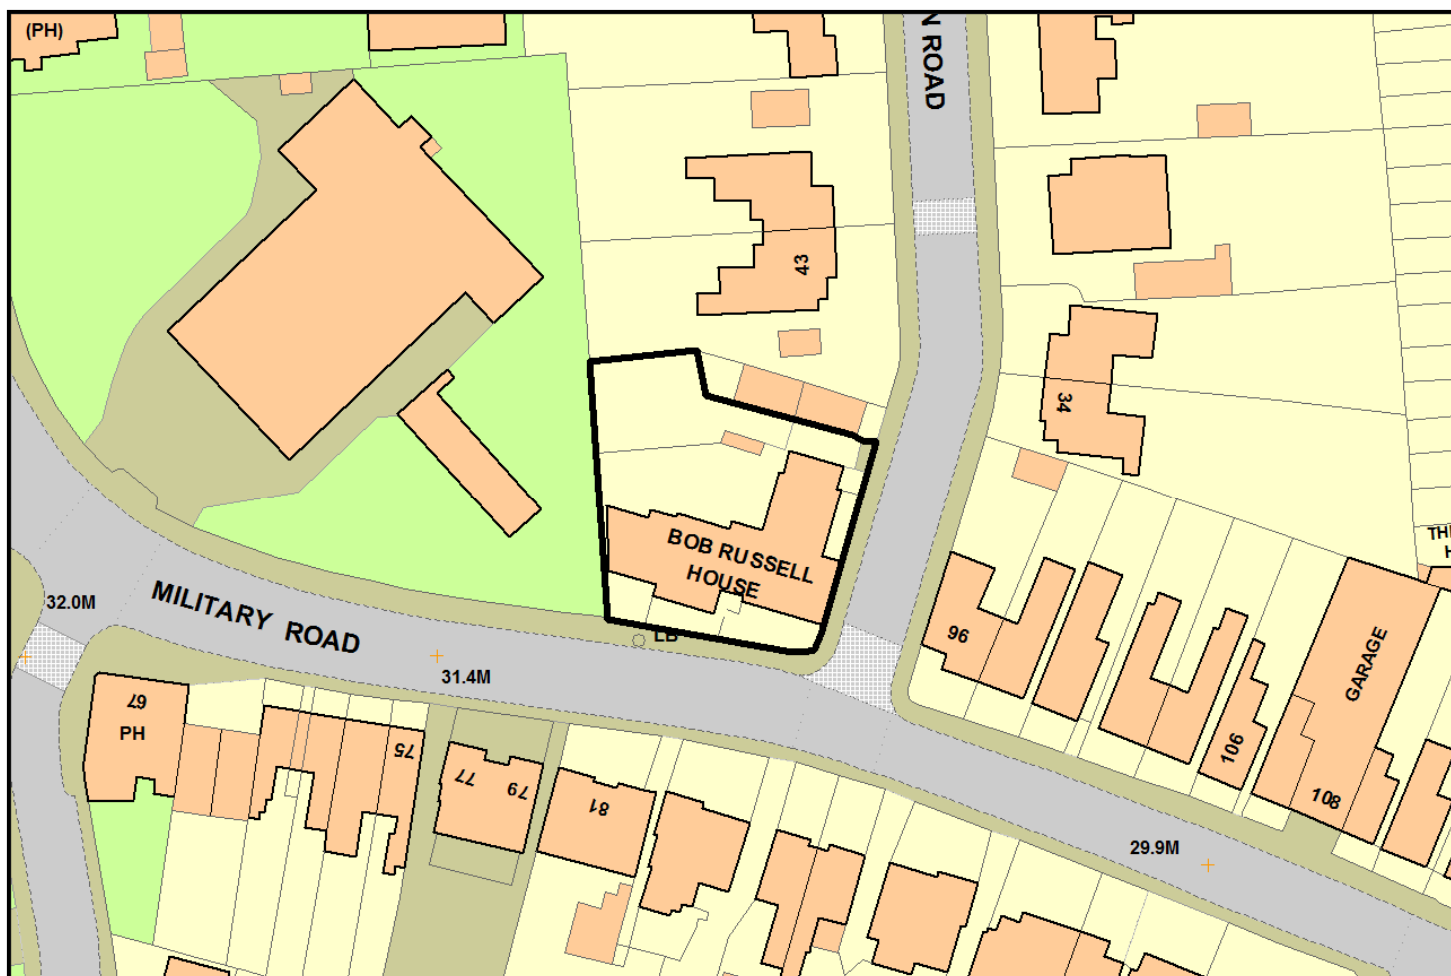 (PH)
N ROAD
43
34
BOB RUSSELL
HOUSE
LB
32.0M
MILITARY ROAD
31.4M
67
PH
75
77
79
81
96
106
GARAGE
108
29.9M